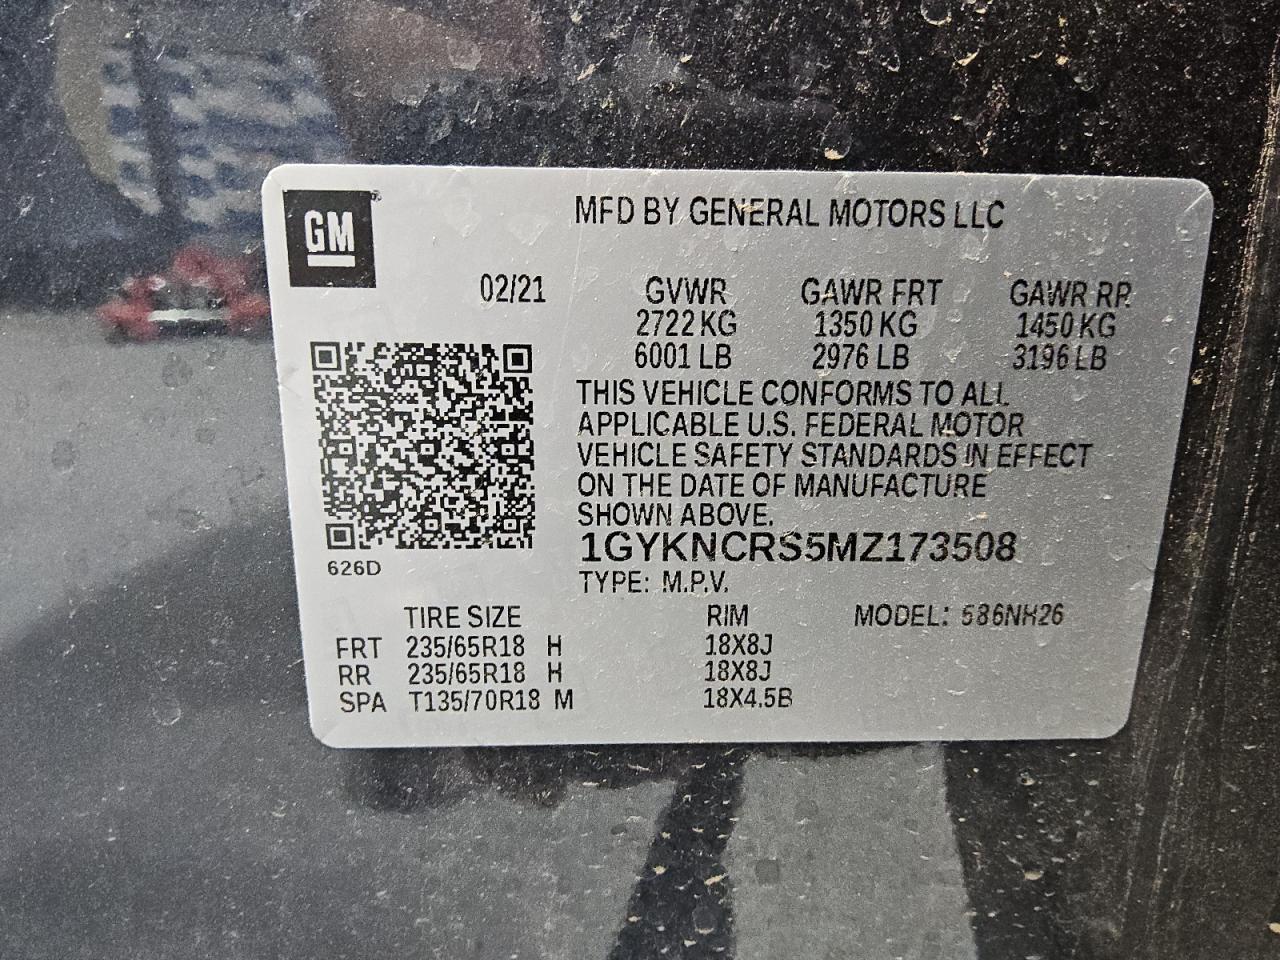 GM
MFD BY GENERAL MOTORS LLC
02/21
GVWR GAWR FRT GAWR RR
2722 KG 1350 KG 1450 KG
6001 LB 2976 LB 3196 LB
THIS VEHICLE CONFORMS TO ALL
APPLICABLE U.S. FEDERAL MOTOR
VEHICLE SAFETY STANDARDS IN EFFECT
ON THE DATE OF MANUFACTURE
SHOWN ABOVE.
1GYKNCRS5MZ173508
626D
TYPE: M.P.V.
TIRE SIZE RIM MODEL: 686NH26
FRT 235/65R18 H 18X8J
RR 235/65R18 H 18X8J
SPA T135/70R18 M 18X4.5B